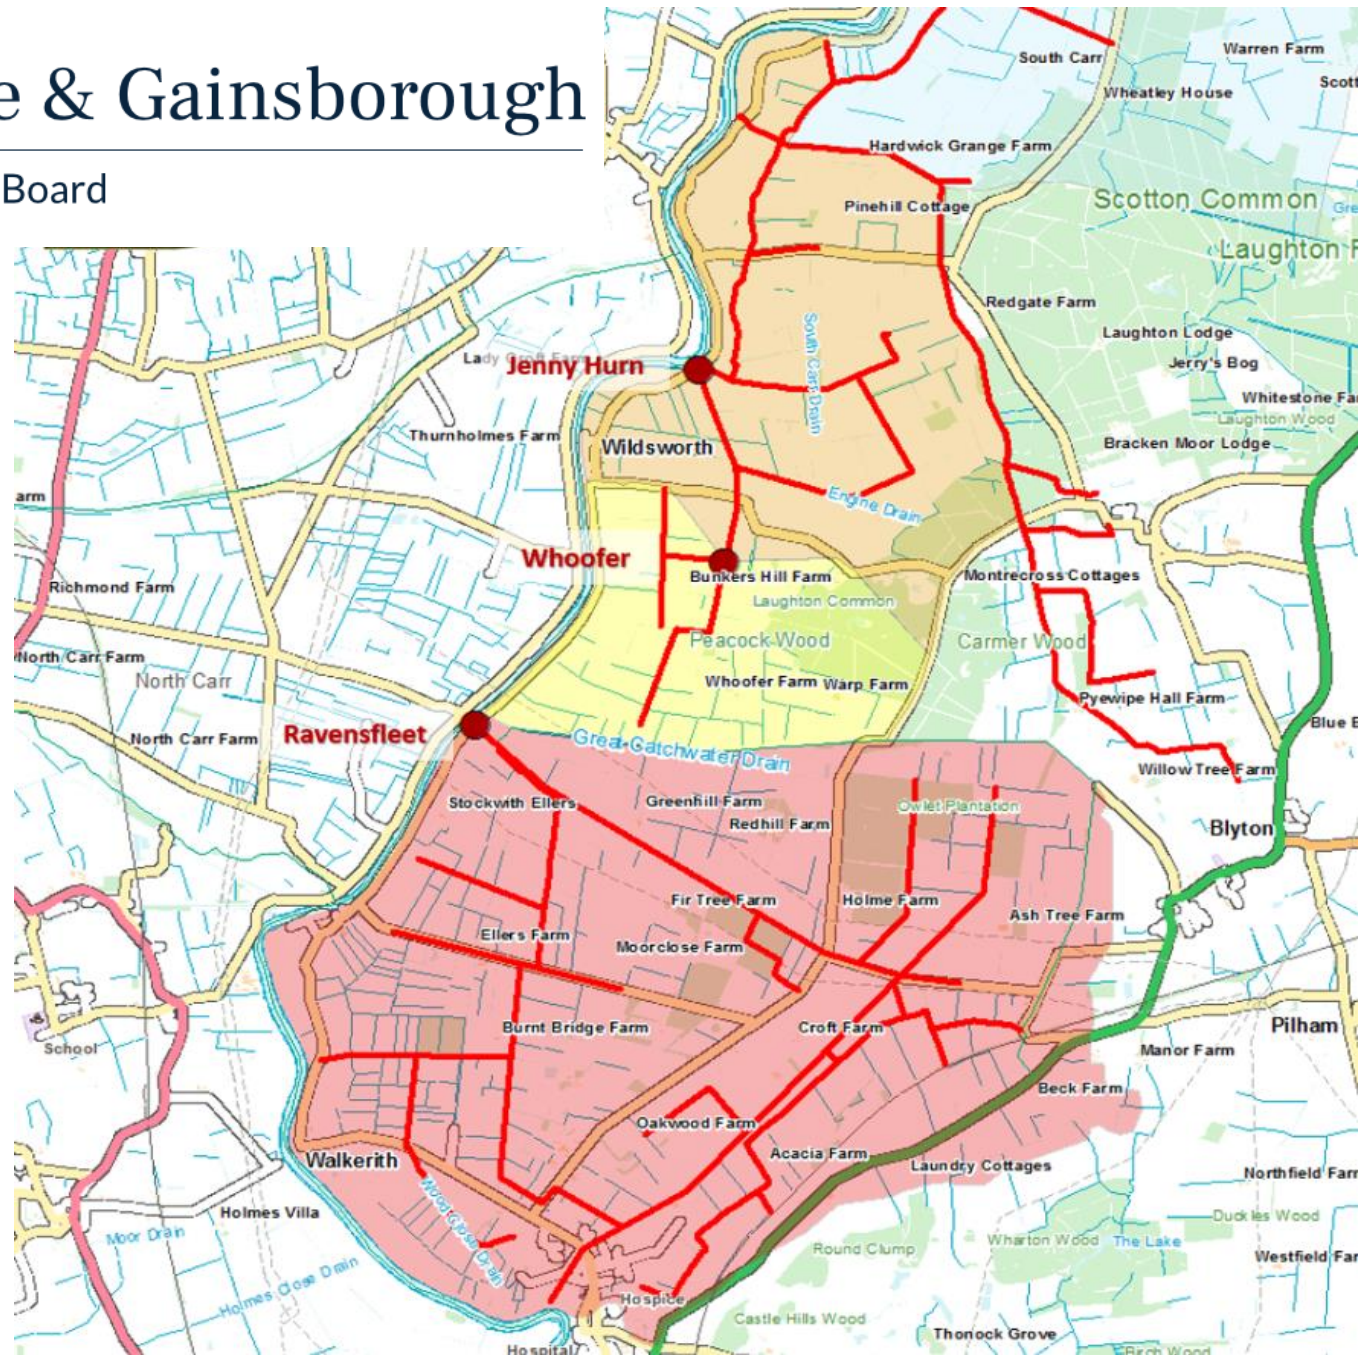 e & Gainsborough
Board
South Carr
Warren Farm
Scott
Wheatley House
Hardwick Grange Farm
Pinehill Cottage
Scotton Common
Gre
Laughton F
Redgate Farm
South Carr Drain
Laughton Lodge
Jerry's Bog
Jenny Hurn
Whitestone Fa
Laughton Wood
Thurnholmes Farm
Wildsworth
Bracken Moor Lodge
arm
Engine Drain
Whoofer
Richmond Farm
Bunkers Hill Farm
Montrecross Cottages
Laughton Common
Peacock Wood
Carmer Wood
North Carr Farm
North Carr
Whoofer Farm
Warp Farm
Pyewipe Hall Farm
Blue B
Ravensfleet
North Carr Farm
Great Catchwater Drain
Willow Tree Farm
Stockwith Ellers
Greenhill Farm
Owlet Plantation
Redhill Farm
Blyton
Fir Tree Farm
Holme Farm
Ash Tree Farm
Ellers Farm
Moorclose Farm
Burnt Bridge Farm
Croft Farm
Pilham
School
Manor Farm
Beck Farm
Oakwood Farm
Walkerith
Acacia Farm
Laundry Cottages
Northfield Farm
Holmes Villa
Wood Close Drain
Duckles Wood
Moor Drain
Wharton Wood
The Lake
Round Clump
Westfield Far
Holmes Close Drain
Hospice
Castle Hills Wood
Thonock Grove
Hospital
Birch Wood